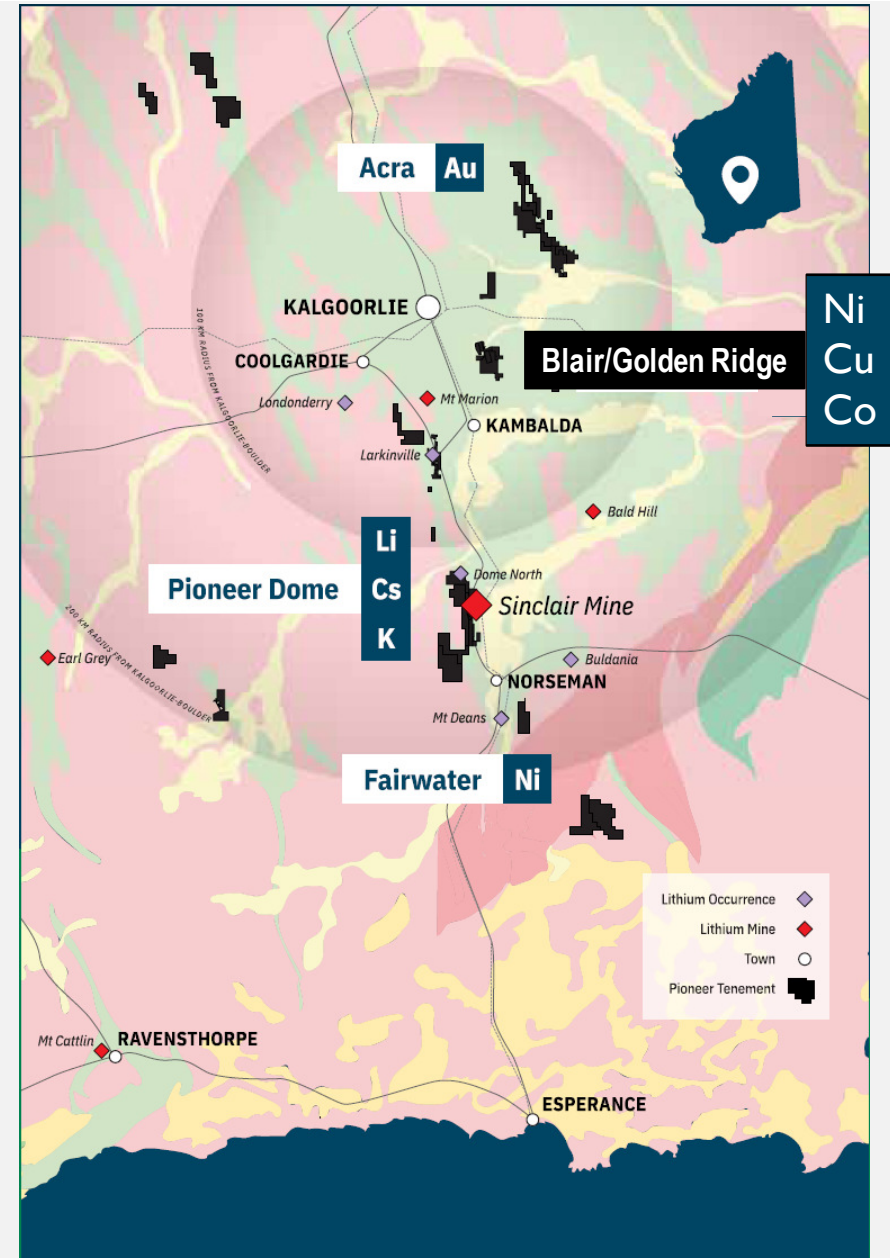 Acra Au
KALGOORLIE
100 KM RADIUS FROM KALGOORLIE-BOULDER
COOLGARDIE
Blair/Golden Ridge
Ni
Cu
Co
Londonderry
Mt Marion
KAMBALDA
Larkinville
Bald Hill
Pioneer Dome
Li
Cs
K
Dome North
Sinclair Mine
200 KM RADIUS FROM KALGOORLIE-BOULDER
Earl Grey
Buldania
NORSEMAN
Mt Deans
Fairwater Ni
Lithium Occurrence
Lithium Mine
Town
Pioneer Tenement
Mt Cattlin
RAVENSTHORPE
ESPERANCE